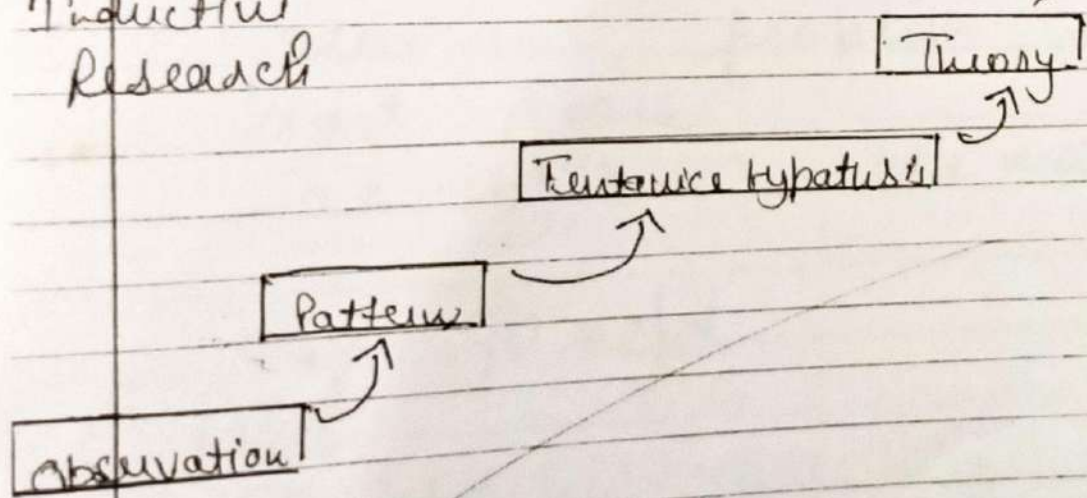 Inductive
Research
Theory
Tentative Hypothesis
Pattern
Observation